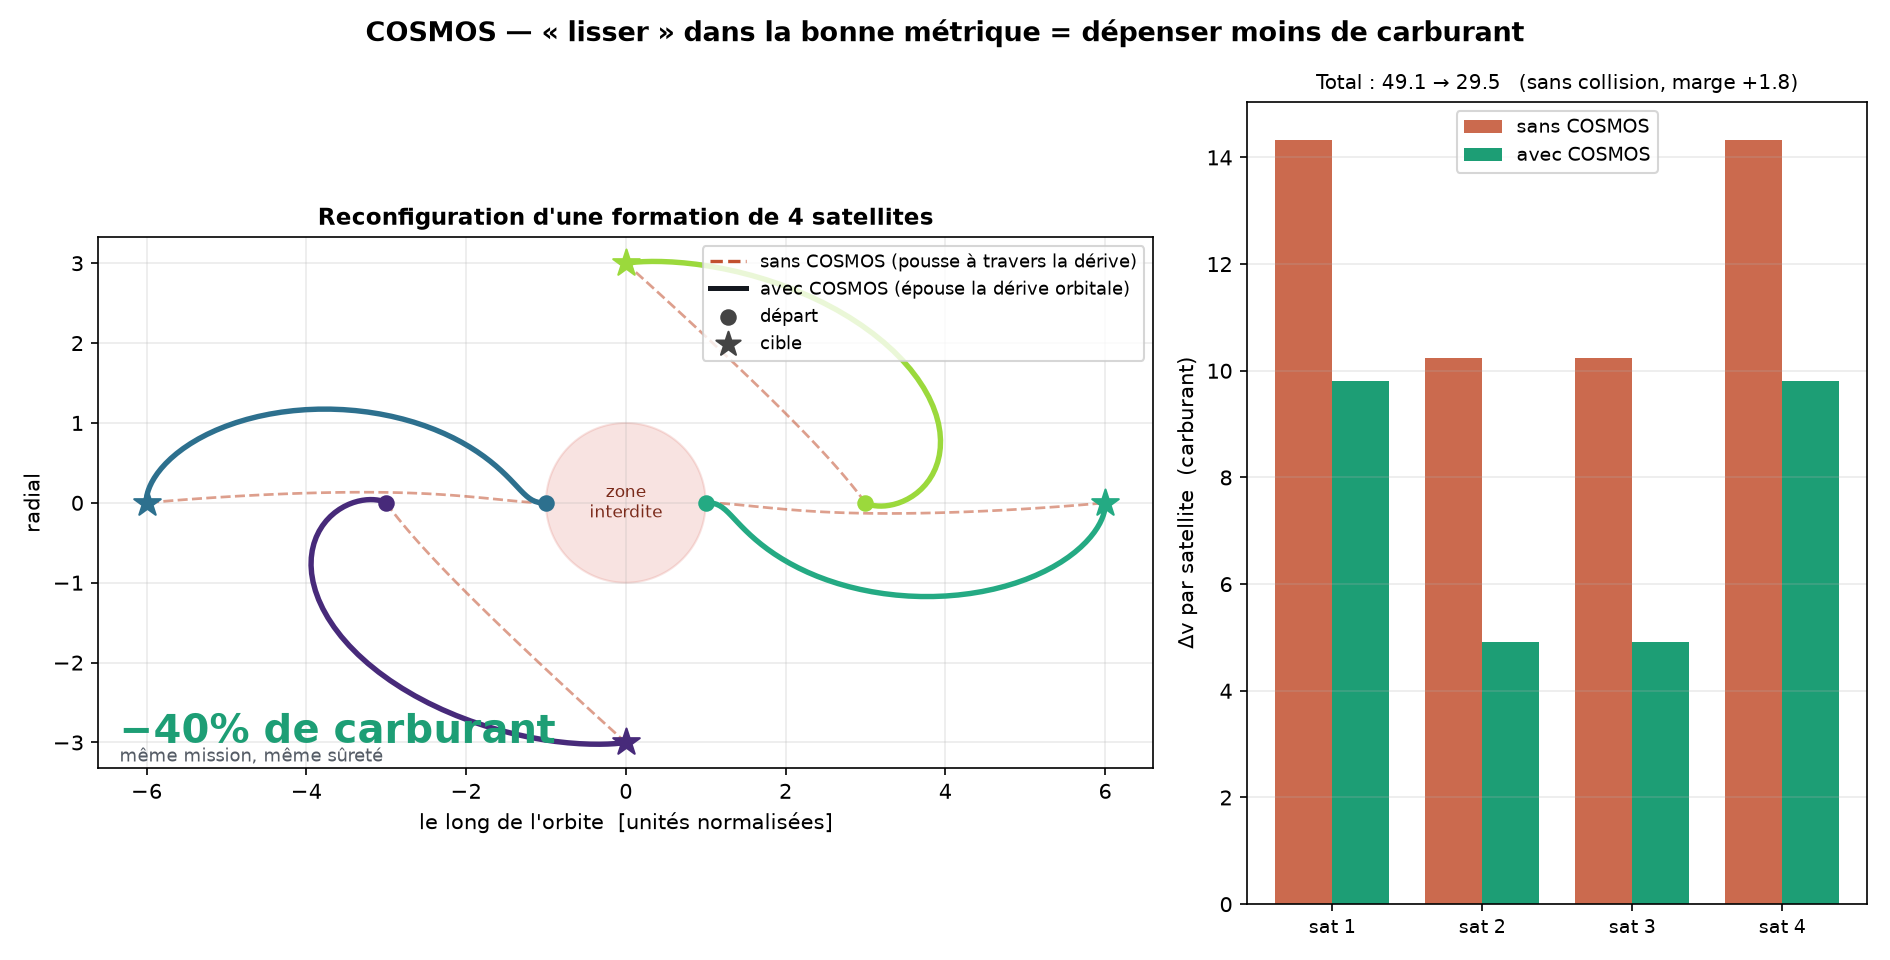 COSMOS — « lisser » dans la bonne métrique = dépenser moins de carburant
Reconfiguration d'une formation de 4 satellites
sans COSMOS (pousse à travers la dérive)
avec COSMOS (épouse la dérive orbitale)
départ
cible
zone
interdite
−40% de carburant
même mission, même sûreté
3
2
1
0
−1
−2
−3
radial
−6
−4
−2
0
2
4
6
le long de l'orbite [unités normalisées]
Total : 49.1 → 29.5 (sans collision, marge +1.8)
sans COSMOS
avec COSMOS
14
12
10
8
6
4
2
0
Δv par satellite (carburant)
sat 1
sat 2
sat 3
sat 4